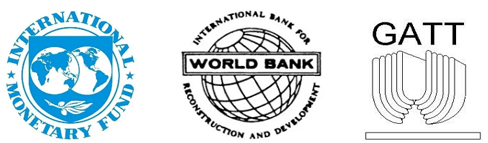 INTERNATIONAL
MONETARY FUND
INTERNATIONAL BANK FOR
WORLD BANK
RECONSTRUCTION AND DEVELOPMENT
GATT